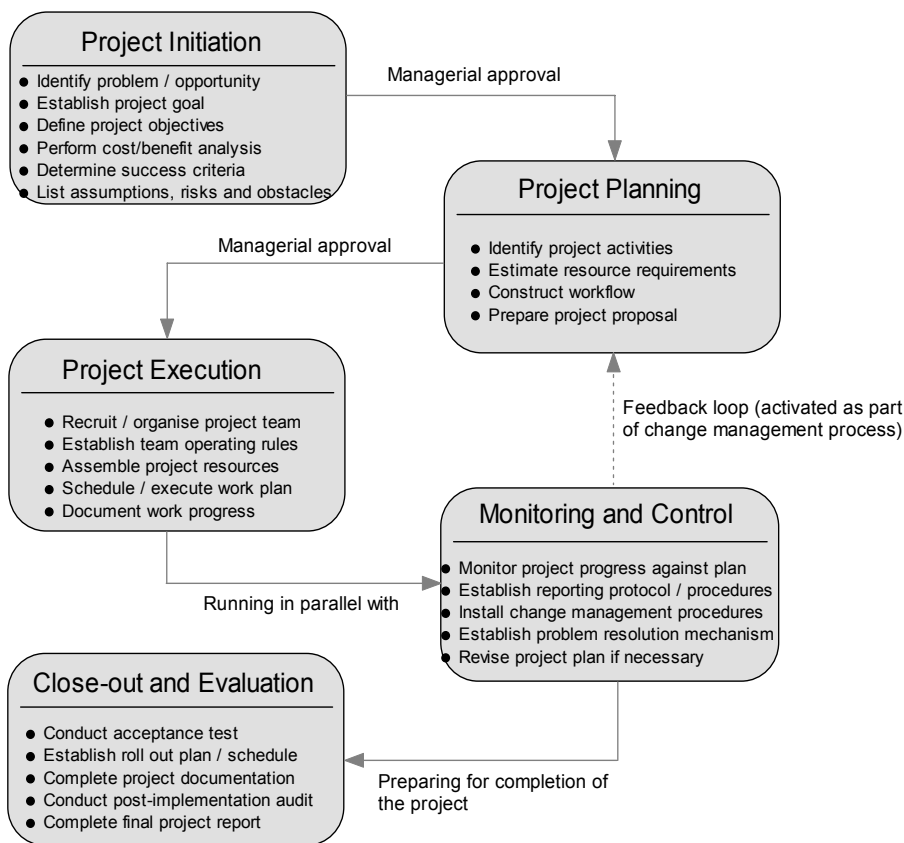 Project Initiation
● Identify problem / opportunity
● Establish project goal
● Define project objectives
● Perform cost/benefit analysis
● Determine success criteria
● List assumptions, risks and obstacles
Managerial approval
Project Planning
● Identify project activities
● Estimate resource requirements
● Construct workflow
● Prepare project proposal
Managerial approval
Project Execution
● Recruit / organise project team
● Establish team operating rules
● Assemble project resources
● Schedule / execute work plan
● Document work progress
Feedback loop (activated as part
of change management process)
Running in parallel with
Monitoring and Control
● Monitor project progress against plan
● Establish reporting protocol / procedures
● Install change management procedures
● Establish problem resolution mechanism
● Revise project plan if necessary
Preparing for completion of
the project
Close-out and Evaluation
● Conduct acceptance test
● Establish roll out plan / schedule
● Complete project documentation
● Conduct post-implementation audit
● Complete final project report